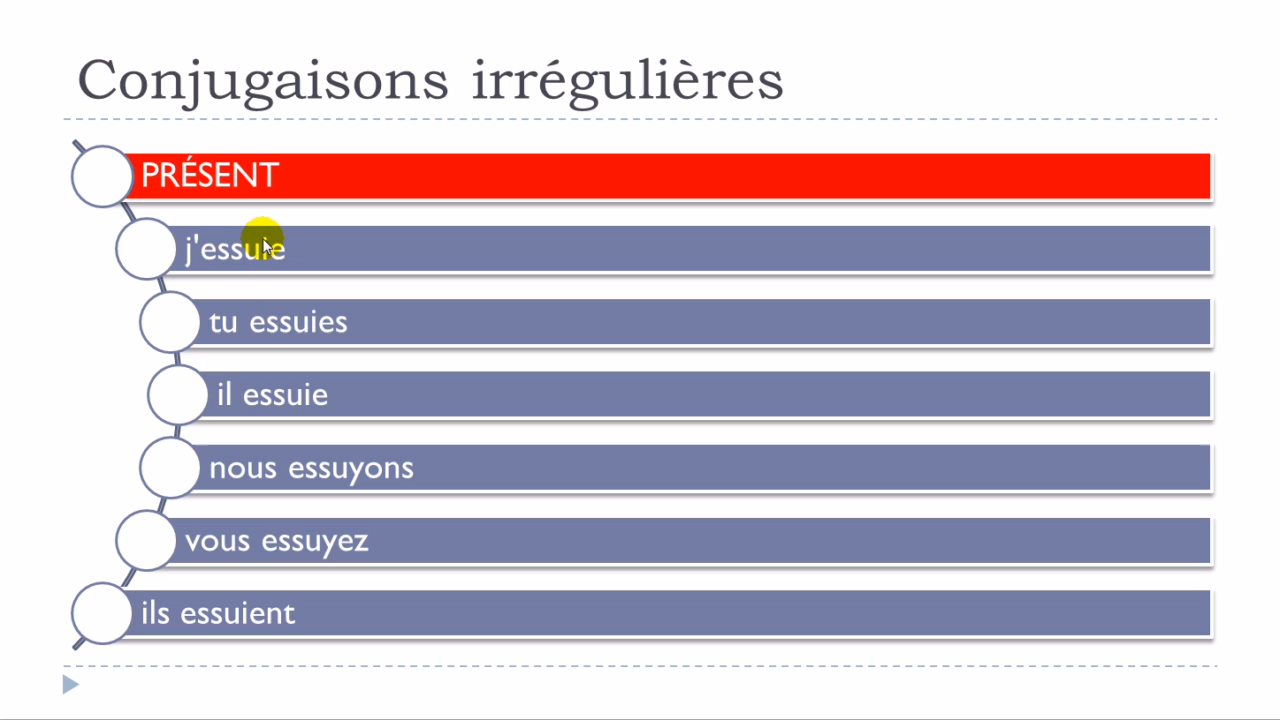 Conjugaisons irrégulières
PRÉSENT
j'essuie
tu essuies
il essuie
nous essuyons
vous essuyez
ils essuient